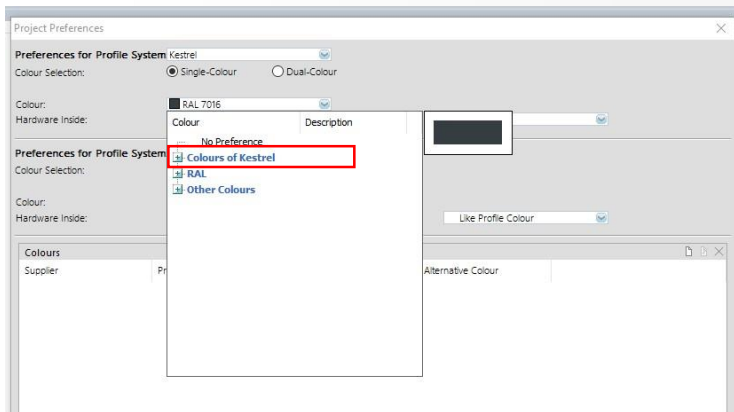 Project Preferences
Preferences for Profile System Kestrel
Colour Selection: Single-Colour Dual-Colour
Colour: RAL 7016
Hardware Inside:
Colour Description
No Preference
Colours of Kestrel
RAL
Other Colours
Preferences for Profile System
Colour Selection:
Colour:
Hardware Inside: Like Profile Colour
Colours
Supplier Pr Alternative Colour